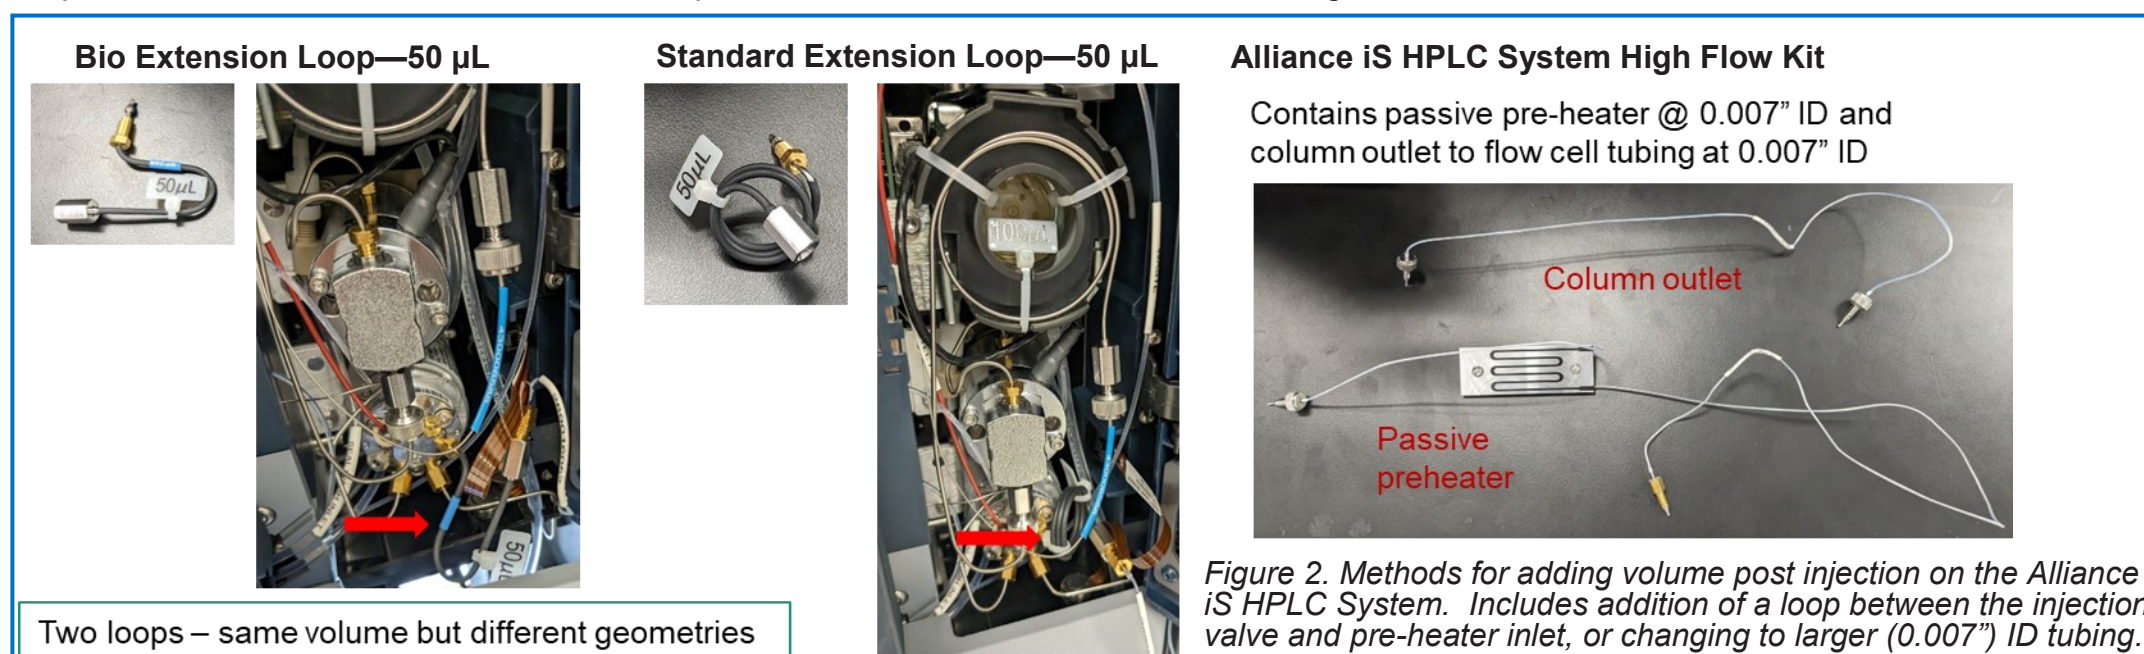 Bio Extension Loop—50 µL
Standard Extension Loop—50 µL
Alliance iS HPLC System High Flow Kit
Contains passive pre-heater @ 0.007” ID and
column outlet to flow cell tubing at 0.007” ID
50µL
50µL
100µL
Column outlet
Passive
preheater
50µL
Two loops – same volume but different geometries
Figure 2. Methods for adding volume post injection on the Alliance
iS HPLC System. Includes addition of a loop between the injection
valve and pre-heater inlet, or changing to larger (0.007”) ID tubing.